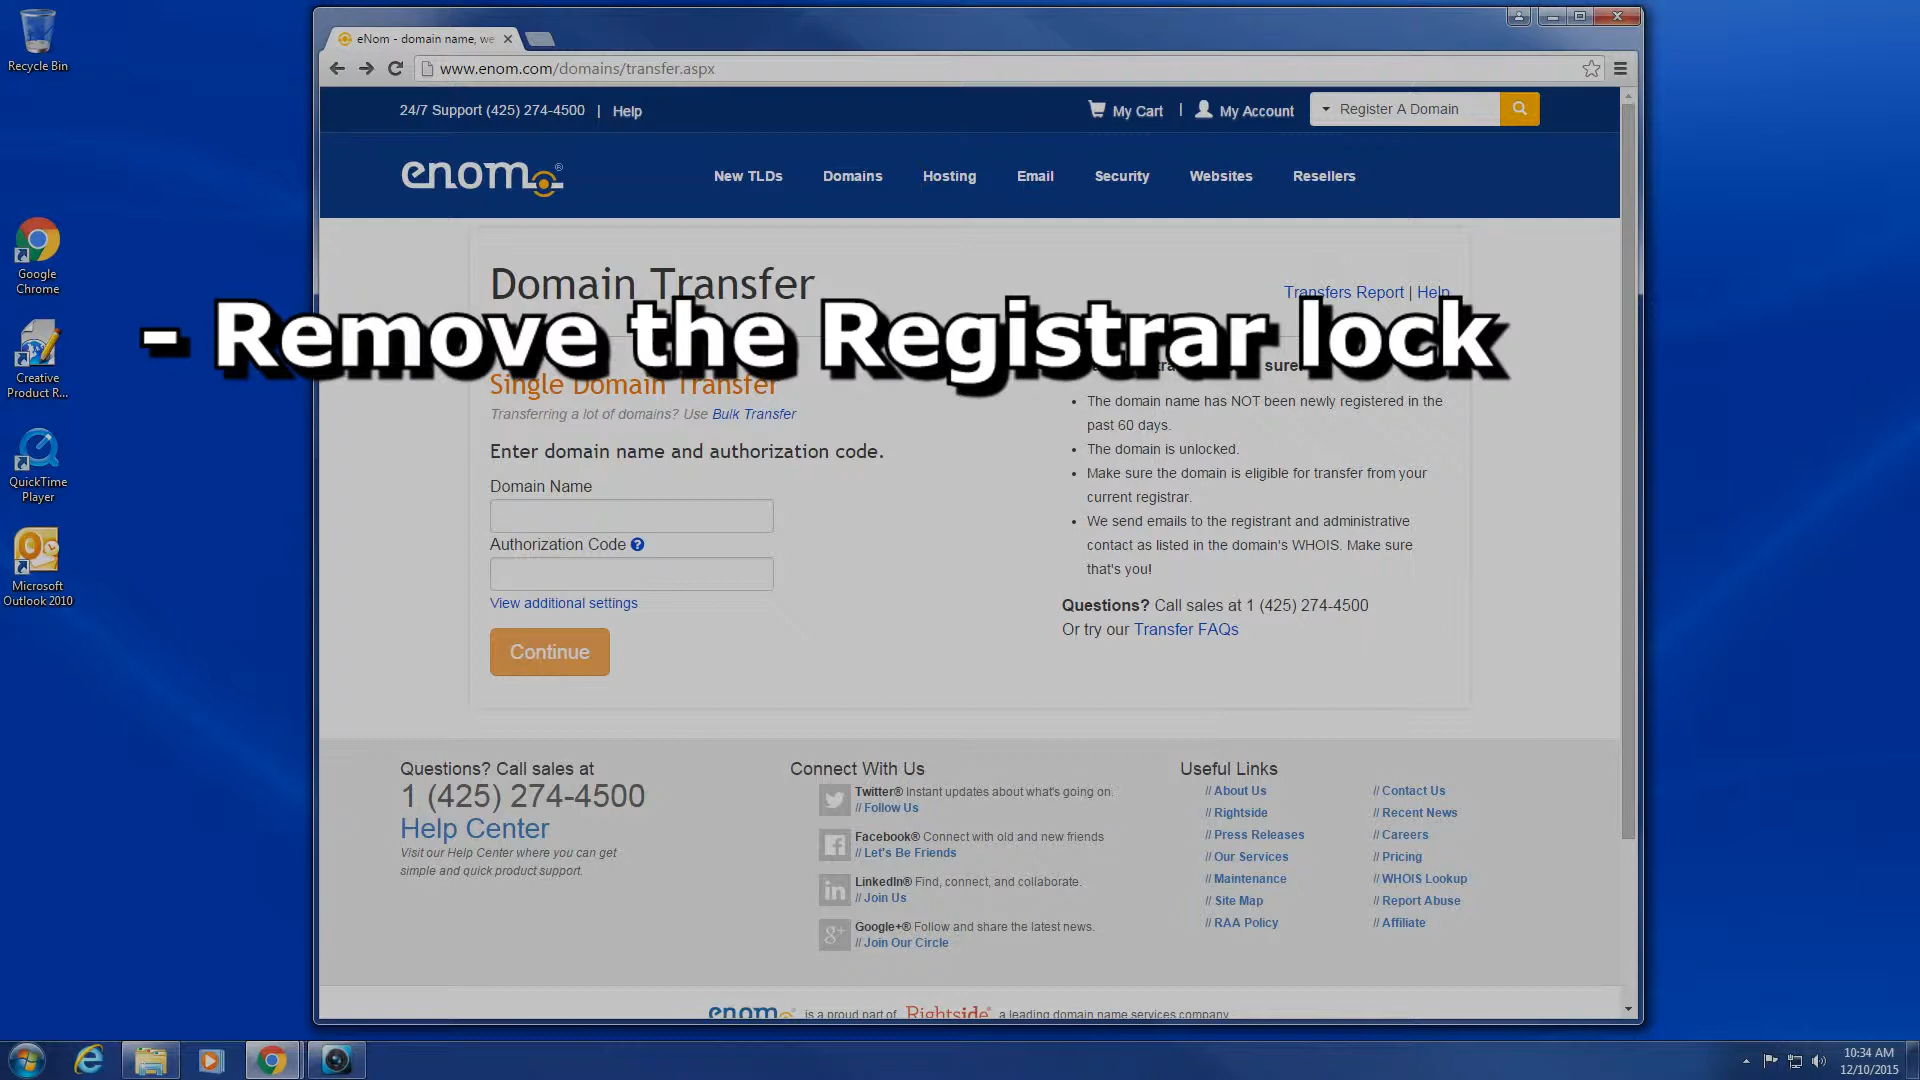 Recycle Bin
Google
Chrome
Creative
Product R...
QuickTime
Player
Microsoft
Outlook 2010
eNom - domain name, we
www.enom.com/domains/transfer.aspx
24/7 Support (425) 274-4500 | Help
My Cart | My Account
Register A Domain
enom®
New TLDs Domains Hosting Email Security Websites Resellers
Domain Transfer
Transfers Report | Help
- Remove the Registrar lock
Single Domain Transfer
Transferring a lot of domains? Use Bulk Transfer
Enter domain name and authorization code.
Domain Name
Authorization Code ?
View additional settings
Continue
sure
• The domain name has NOT been newly registered in the
past 60 days.
• The domain is unlocked.
• Make sure the domain is eligible for transfer from your
current registrar.
• We send emails to the registrant and administrative
contact as listed in the domain's WHOIS. Make sure
that's you!
Questions? Call sales at 1 (425) 274-4500
Or try our Transfer FAQs
Questions? Call sales at
1 (425) 274-4500
Help Center
Visit our Help Center where you can get
simple and quick product support.
Connect With Us
Twitter® Instant updates about what's going on.
// Follow Us
Facebook® Connect with old and new friends
// Let's Be Friends
LinkedIn® Find, connect, and collaborate.
// Join Us
Google+® Follow and share the latest news.
// Join Our Circle
Useful Links
// About Us
// Rightside
// Press Releases
// Our Services
// Maintenance
// Site Map
// RAA Policy
// Contact Us
// Recent News
// Careers
// Pricing
// WHOIS Lookup
// Report Abuse
// Affiliate
enom® is a proud part of Rightside® a leading domain name services company
10:34 AM
12/10/2015